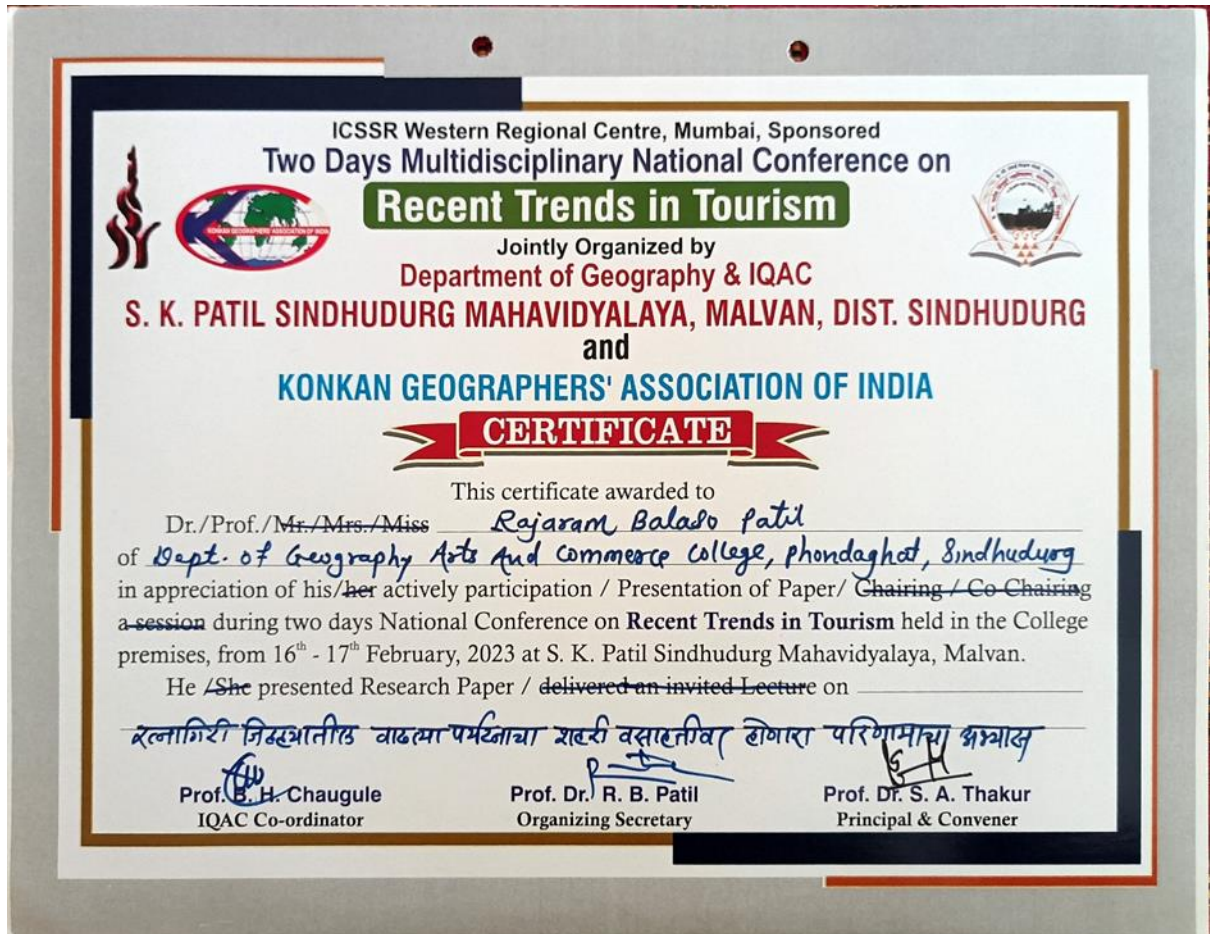 ICSSR Western Regional Centre, Mumbai, Sponsored
Two Days Multidisciplinary National Conference on
Recent Trends in Tourism
KONKAN GEOGRAPHERS' ASSOCIATION OF INDIA
Jointly Organized by
Department of Geography & IQAC
S. K. PATIL SINDHUDURG MAHAVIDYALAYA, MALVAN, DIST. SINDHUDURG
and
KONKAN GEOGRAPHERS' ASSOCIATION OF INDIA
CERTIFICATE
This certificate awarded to
Dr./Prof./Mr./Mrs./Miss Rajaram Balaso Patil
of Dept. of Geography Arts And Commerce College, Phondaghat, Sindhudurg
in appreciation of his/her actively participation / Presentation of Paper/ Chairing / Co-Chairing
a session during two days National Conference on Recent Trends in Tourism held in the College
premises, from 16th - 17th February, 2023 at S. K. Patil Sindhudurg Mahavidyalaya, Malvan.
He /She presented Research Paper / delivered an invited Lecture on
रत्नागिरी जिल्ह्यातील वाढत्या पर्यटनाचा शहरी वसाहतीवर होणारा परिणामाचा अभ्यास
Prof. B. H. Chaugule Prof. Dr. R. B. Patil Prof. Dr. S. A. Thakur
IQAC Co-ordinator Organizing Secretary Principal & Convener